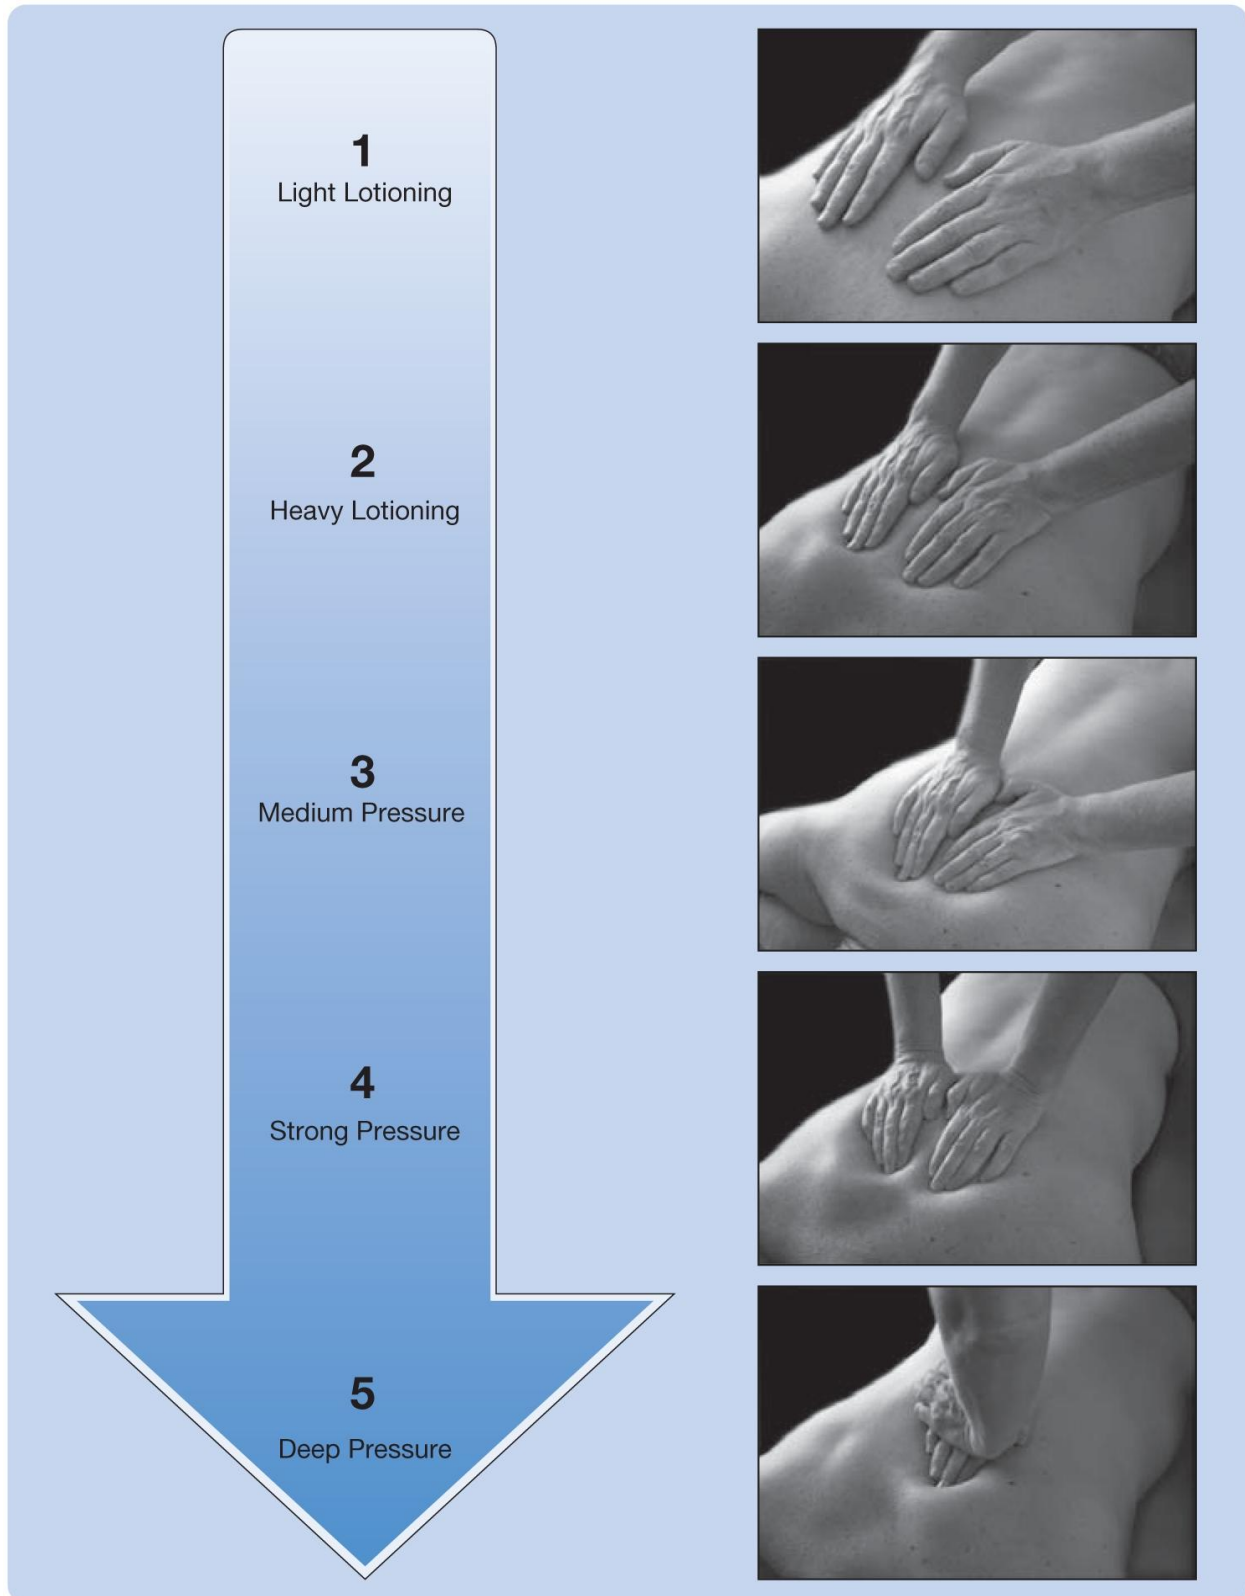 1
Light Lotioning
2
Heavy Lotioning
3
Medium Pressure
4
Strong Pressure
5
Deep Pressure